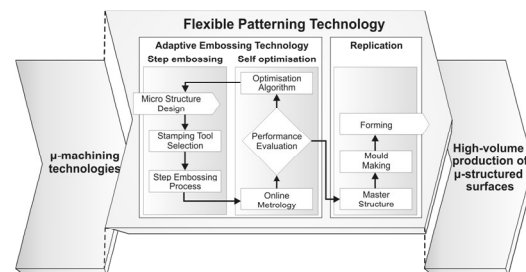 Flexible Patterning Technology
Adaptive Embossing Technology
Replication
Step embossing
Self optimisation
Optimisation
Algorithm
Micro Structure
Design
Stamping Tool
Selection
Performance
Evaluation
Forming
Mould
Making
Step Embossing
Process
Online
Metrology
Master
Structure
µ-machining
technologies
High-volume
production of
µ-structured
surfaces